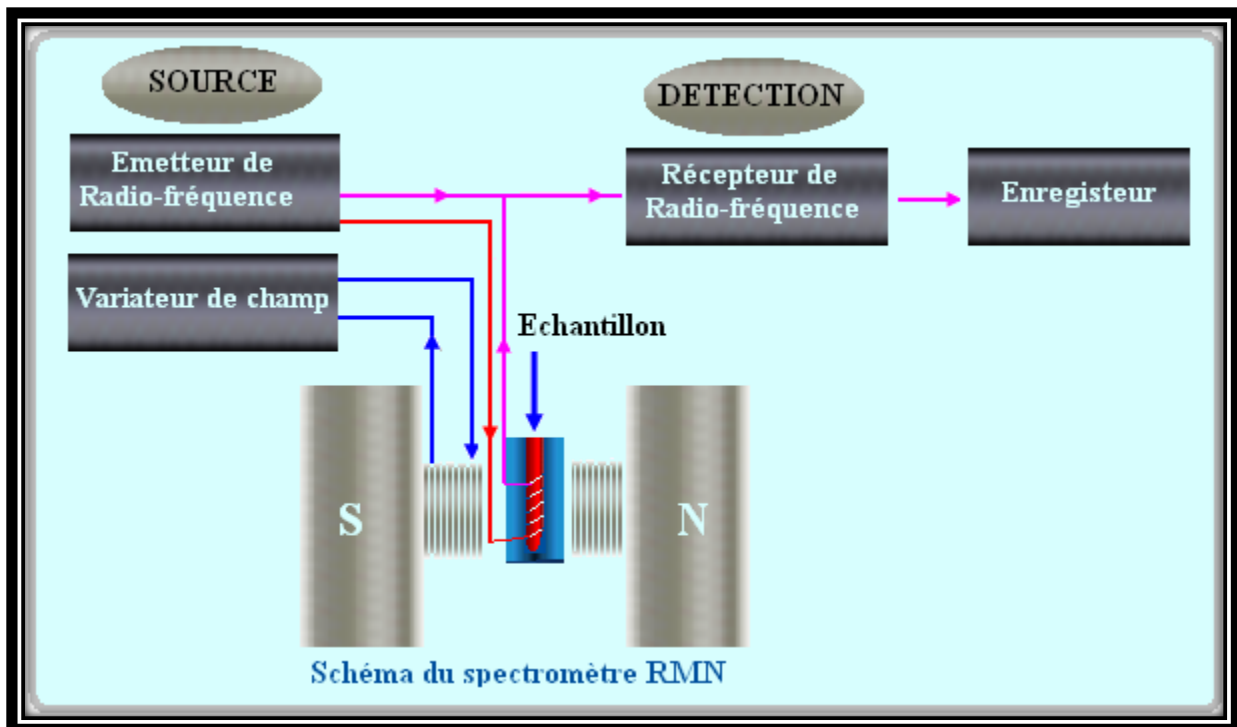 SOURCE
DETECTION
Emetteur de
Radio-fréquence
Récepteur de
Radio-fréquence
Enregisteur
Variateur de champ
Echantillon
S
N
Schéma du spectromètre RMN